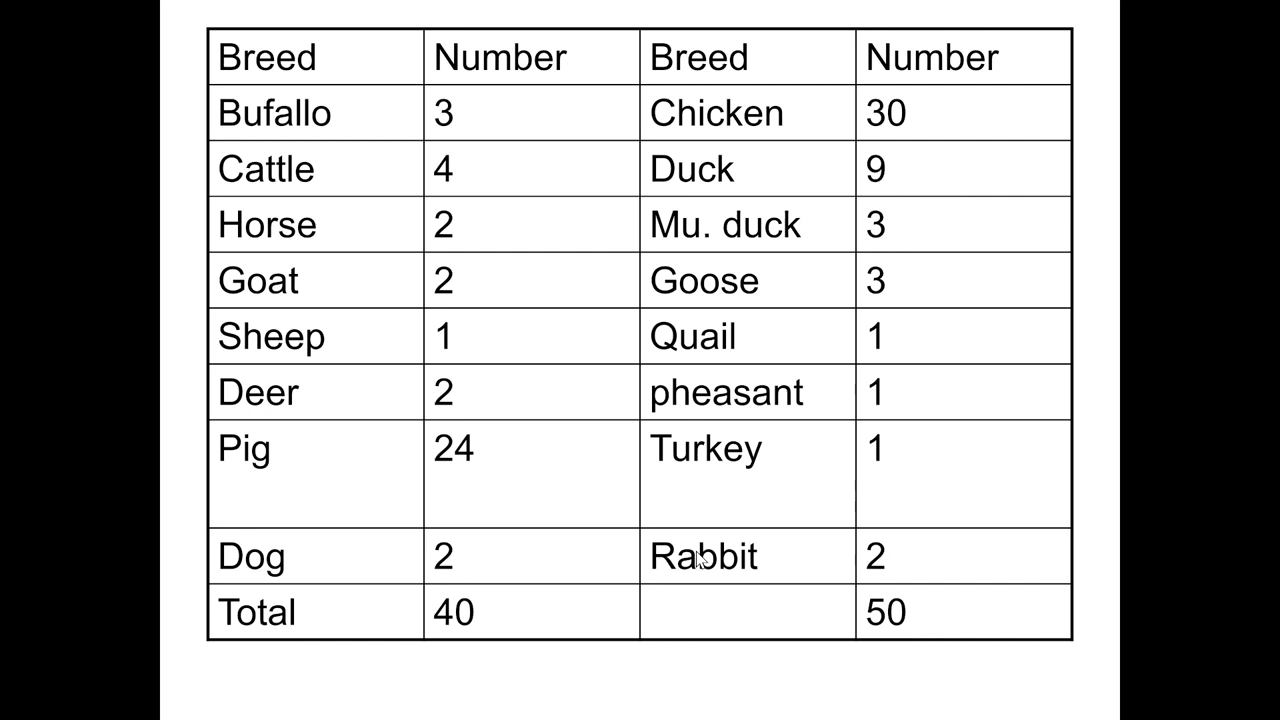 Breed Number Breed Number
Bufallo 3 Chicken 30
Cattle 4 Duck 9
Horse 2 Mu. duck 3
Goat 2 Goose 3
Sheep 1 Quail 1
Deer 2 pheasant 1
Pig 24 Turkey 1
Dog 2 Rabbit 2
Total 40 50